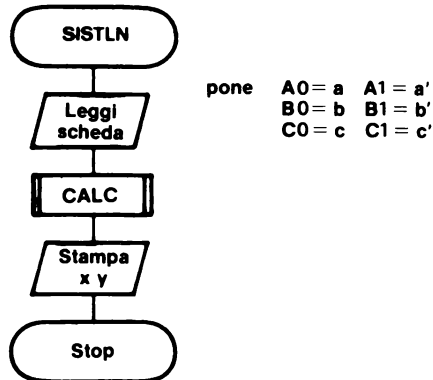 SISTLN
Leggi
scheda
pone A0 = a A1 = a'
B0 = b B1 = b'
C0 = c C1 = c'
CALC
Stampa
x y
Stop